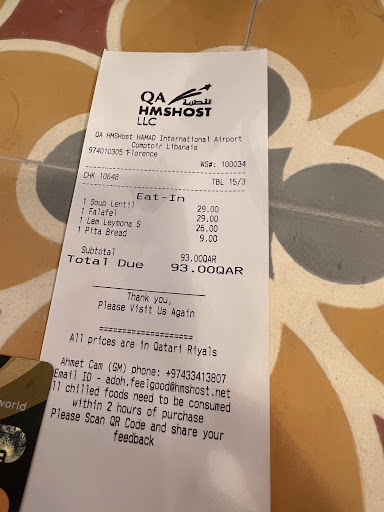 QA
القطرية
HMSHOST
LLC
QA HMSHost HAMAD International Airport
Comptoir Libanais
974010305 Florence
WS#: 100034
CHK 10648 TBL 15/3
Eat-In
1 Soup Lentil 29.00
1 Falafel 29.00
1 Lem Leymona S 26.00
1 Pita Bread 9.00
Subtotal 93.00QAR
Total Due 93.00QAR
Thank you,
Please Visit Us Again
===================
All prices are in Qatari Riyals
Ahmet Cam (GM) phone: +97433413807
Email ID - adoh.feelgood@hmshost.net
ll chilled foods need to be consumed
within 2 hours of purchase
Please Scan QR Code and share your
feedback
world